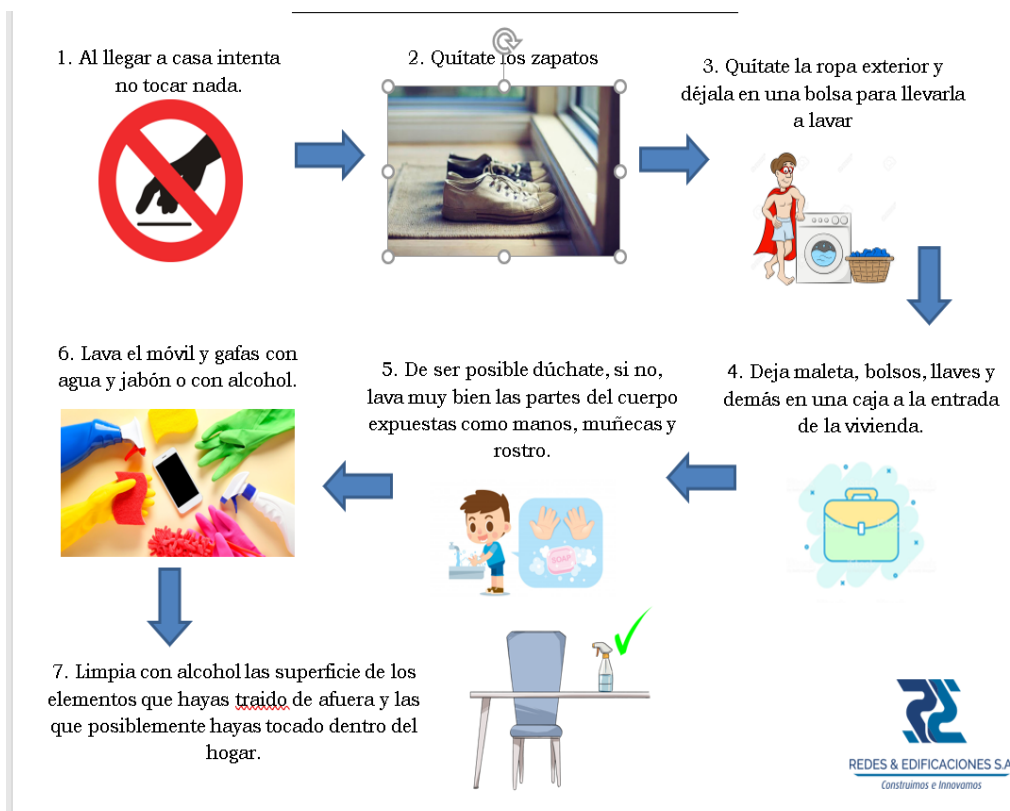 1. Al llegar a casa intenta
no tocar nada.
2. Quítate los zapatos
3. Quítate la ropa exterior y
déjala en una bolsa para llevarla
a lavar
4. Deja maleta, bolsos, llaves y
demás en una caja a la entrada
de la vivienda.
5. De ser posible dúchate, si no,
lava muy bien las partes del cuerpo
expuestas como manos, muñecas y
rostro.
SOAP
6. Lava el móvil y gafas con
agua y jabón o con alcohol.
7. Limpia con alcohol las superficie de los
elementos que hayas traido de afuera y las
que posiblemente hayas tocado dentro del
hogar.
REDES & EDIFICACIONES S.A
Construimos e Innovamos